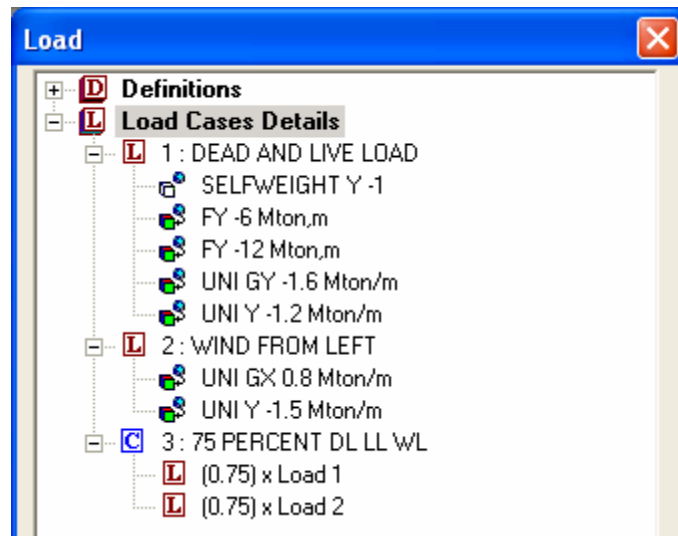 Load
D Definitions
L Load Cases Details
L 1 : DEAD AND LIVE LOAD
SELFWEIGHT Y -1
FY -6 Mton,m
FY -12 Mton,m
UNI GY -1.6 Mton/m
UNI Y -1.2 Mton/m
L 2 : WIND FROM LEFT
UNI GX 0.8 Mton/m
UNI Y -1.5 Mton/m
C 3 : 75 PERCENT DL LL WL
L (0.75) x Load 1
L (0.75) x Load 2